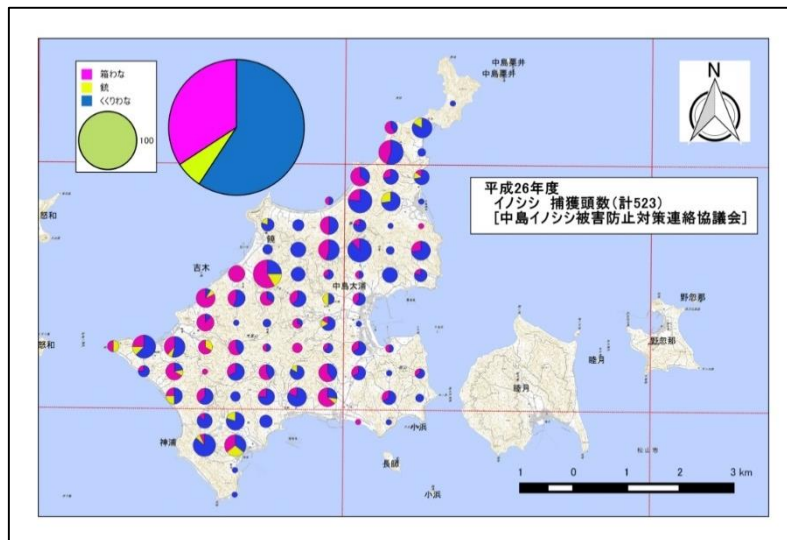 箱わな
銃
くくりわな
100
N
平成26年度
イノシシ 捕獲頭数(計523)
[中島イノシシ被害防止対策連絡協議会]
中島粟井
中島粟井
怒和
饒
吉木
中島大浦
野忽那
野忽那
怒和
睦月
睦月
神浦
小浜
長師
小浜
松山市
1 0 1 2 3 km